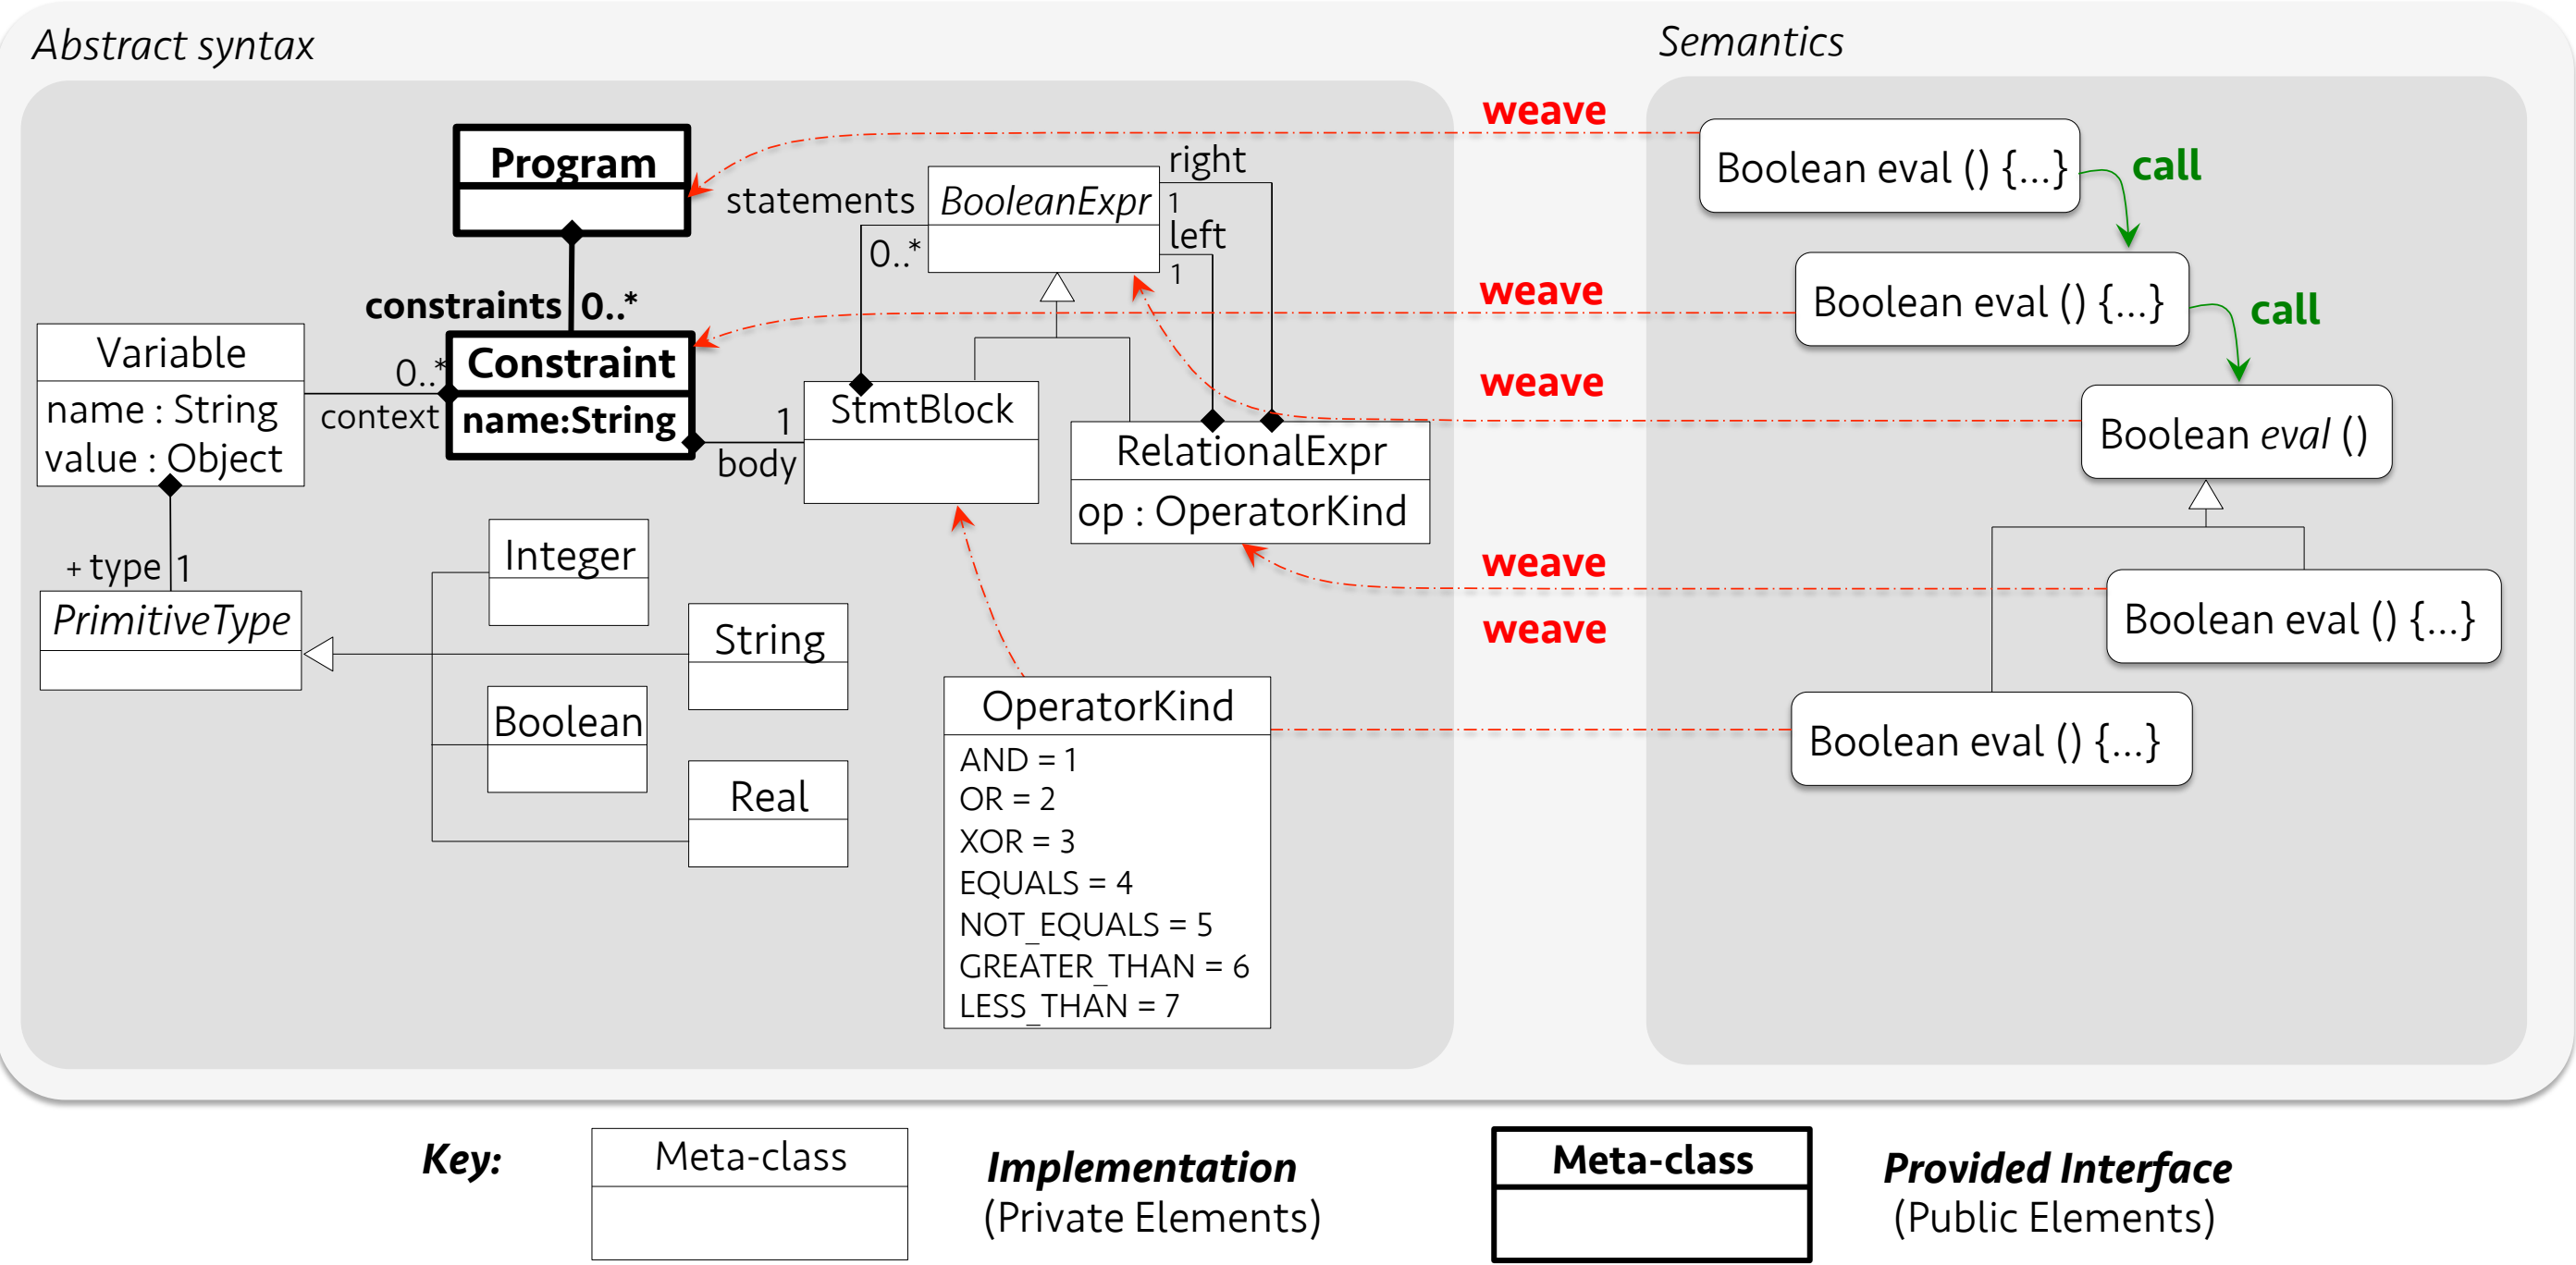 Abstract syntax
Semantics
Program
statements
0..*
BooleanExpr
right
1
left
1
constraints 0..*
Variable
name : String
value : Object
0..*
context
Constraint
name:String
1
body
StmtBlock
RelationalExpr
op : OperatorKind
+ type 1
PrimitiveType
Integer
String
Boolean
Real
OperatorKind
AND = 1
OR = 2
XOR = 3
EQUALS = 4
NOT_EQUALS = 5
GREATER_THAN = 6
LESS_THAN = 7
weave
weave
weave
weave
weave
Boolean eval () {...}
call
Boolean eval () {...}
call
Boolean eval ()
Boolean eval () {...}
Boolean eval () {...}
Key:
Meta-class
Implementation
(Private Elements)
Meta-class
Provided Interface
(Public Elements)